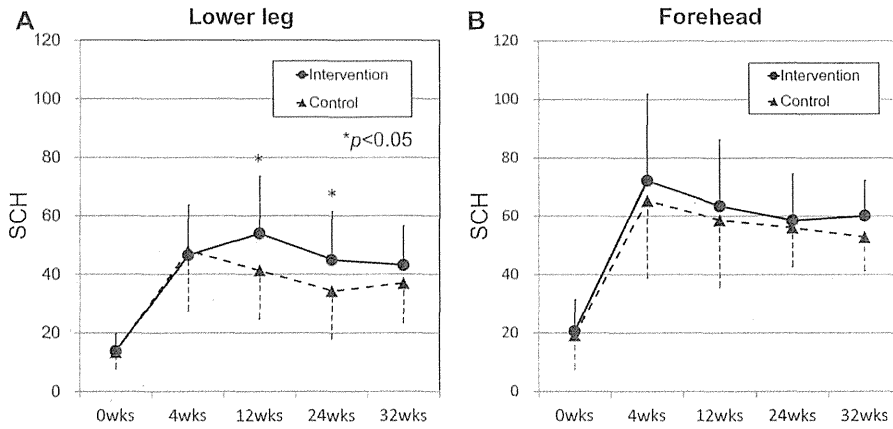 A
Lower leg
120
100
80
60
40
20
0
SCH
Intervention
Control
*p<0.05
*
*
0wks
4wks
12wks
24wks
32wks
B
Forehead
120
100
80
60
40
20
0
SCH
Intervention
Control
0wks
4wks
12wks
24wks
32wks